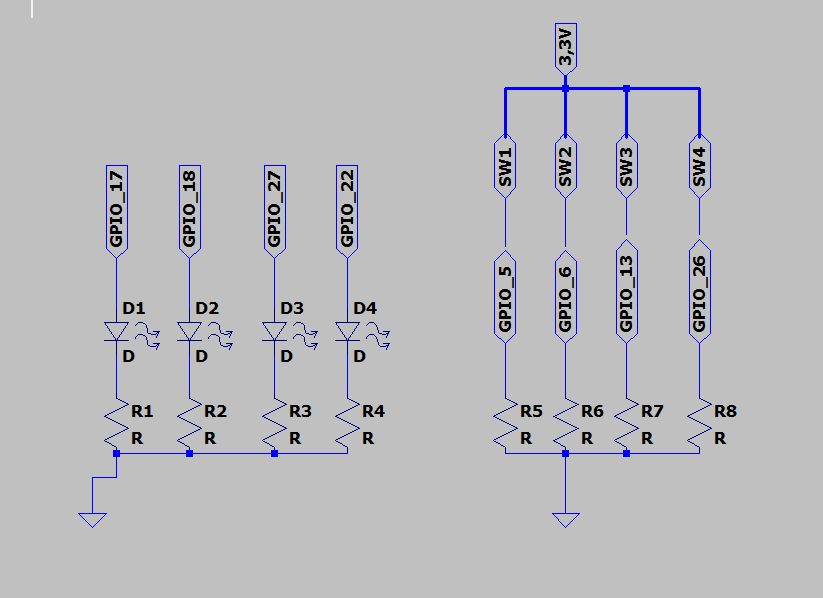 3,3V
SW1
SW2
SW3
SW4
GPIO_17
GPIO_18
GPIO_27
GPIO_22
GPIO_5
GPIO_6
GPIO_13
GPIO_26
D1
D2
D3
D4
D
D
D
D
R1
R2
R3
R4
R5
R6
R7
R8
R
R
R
R
R
R
R
R